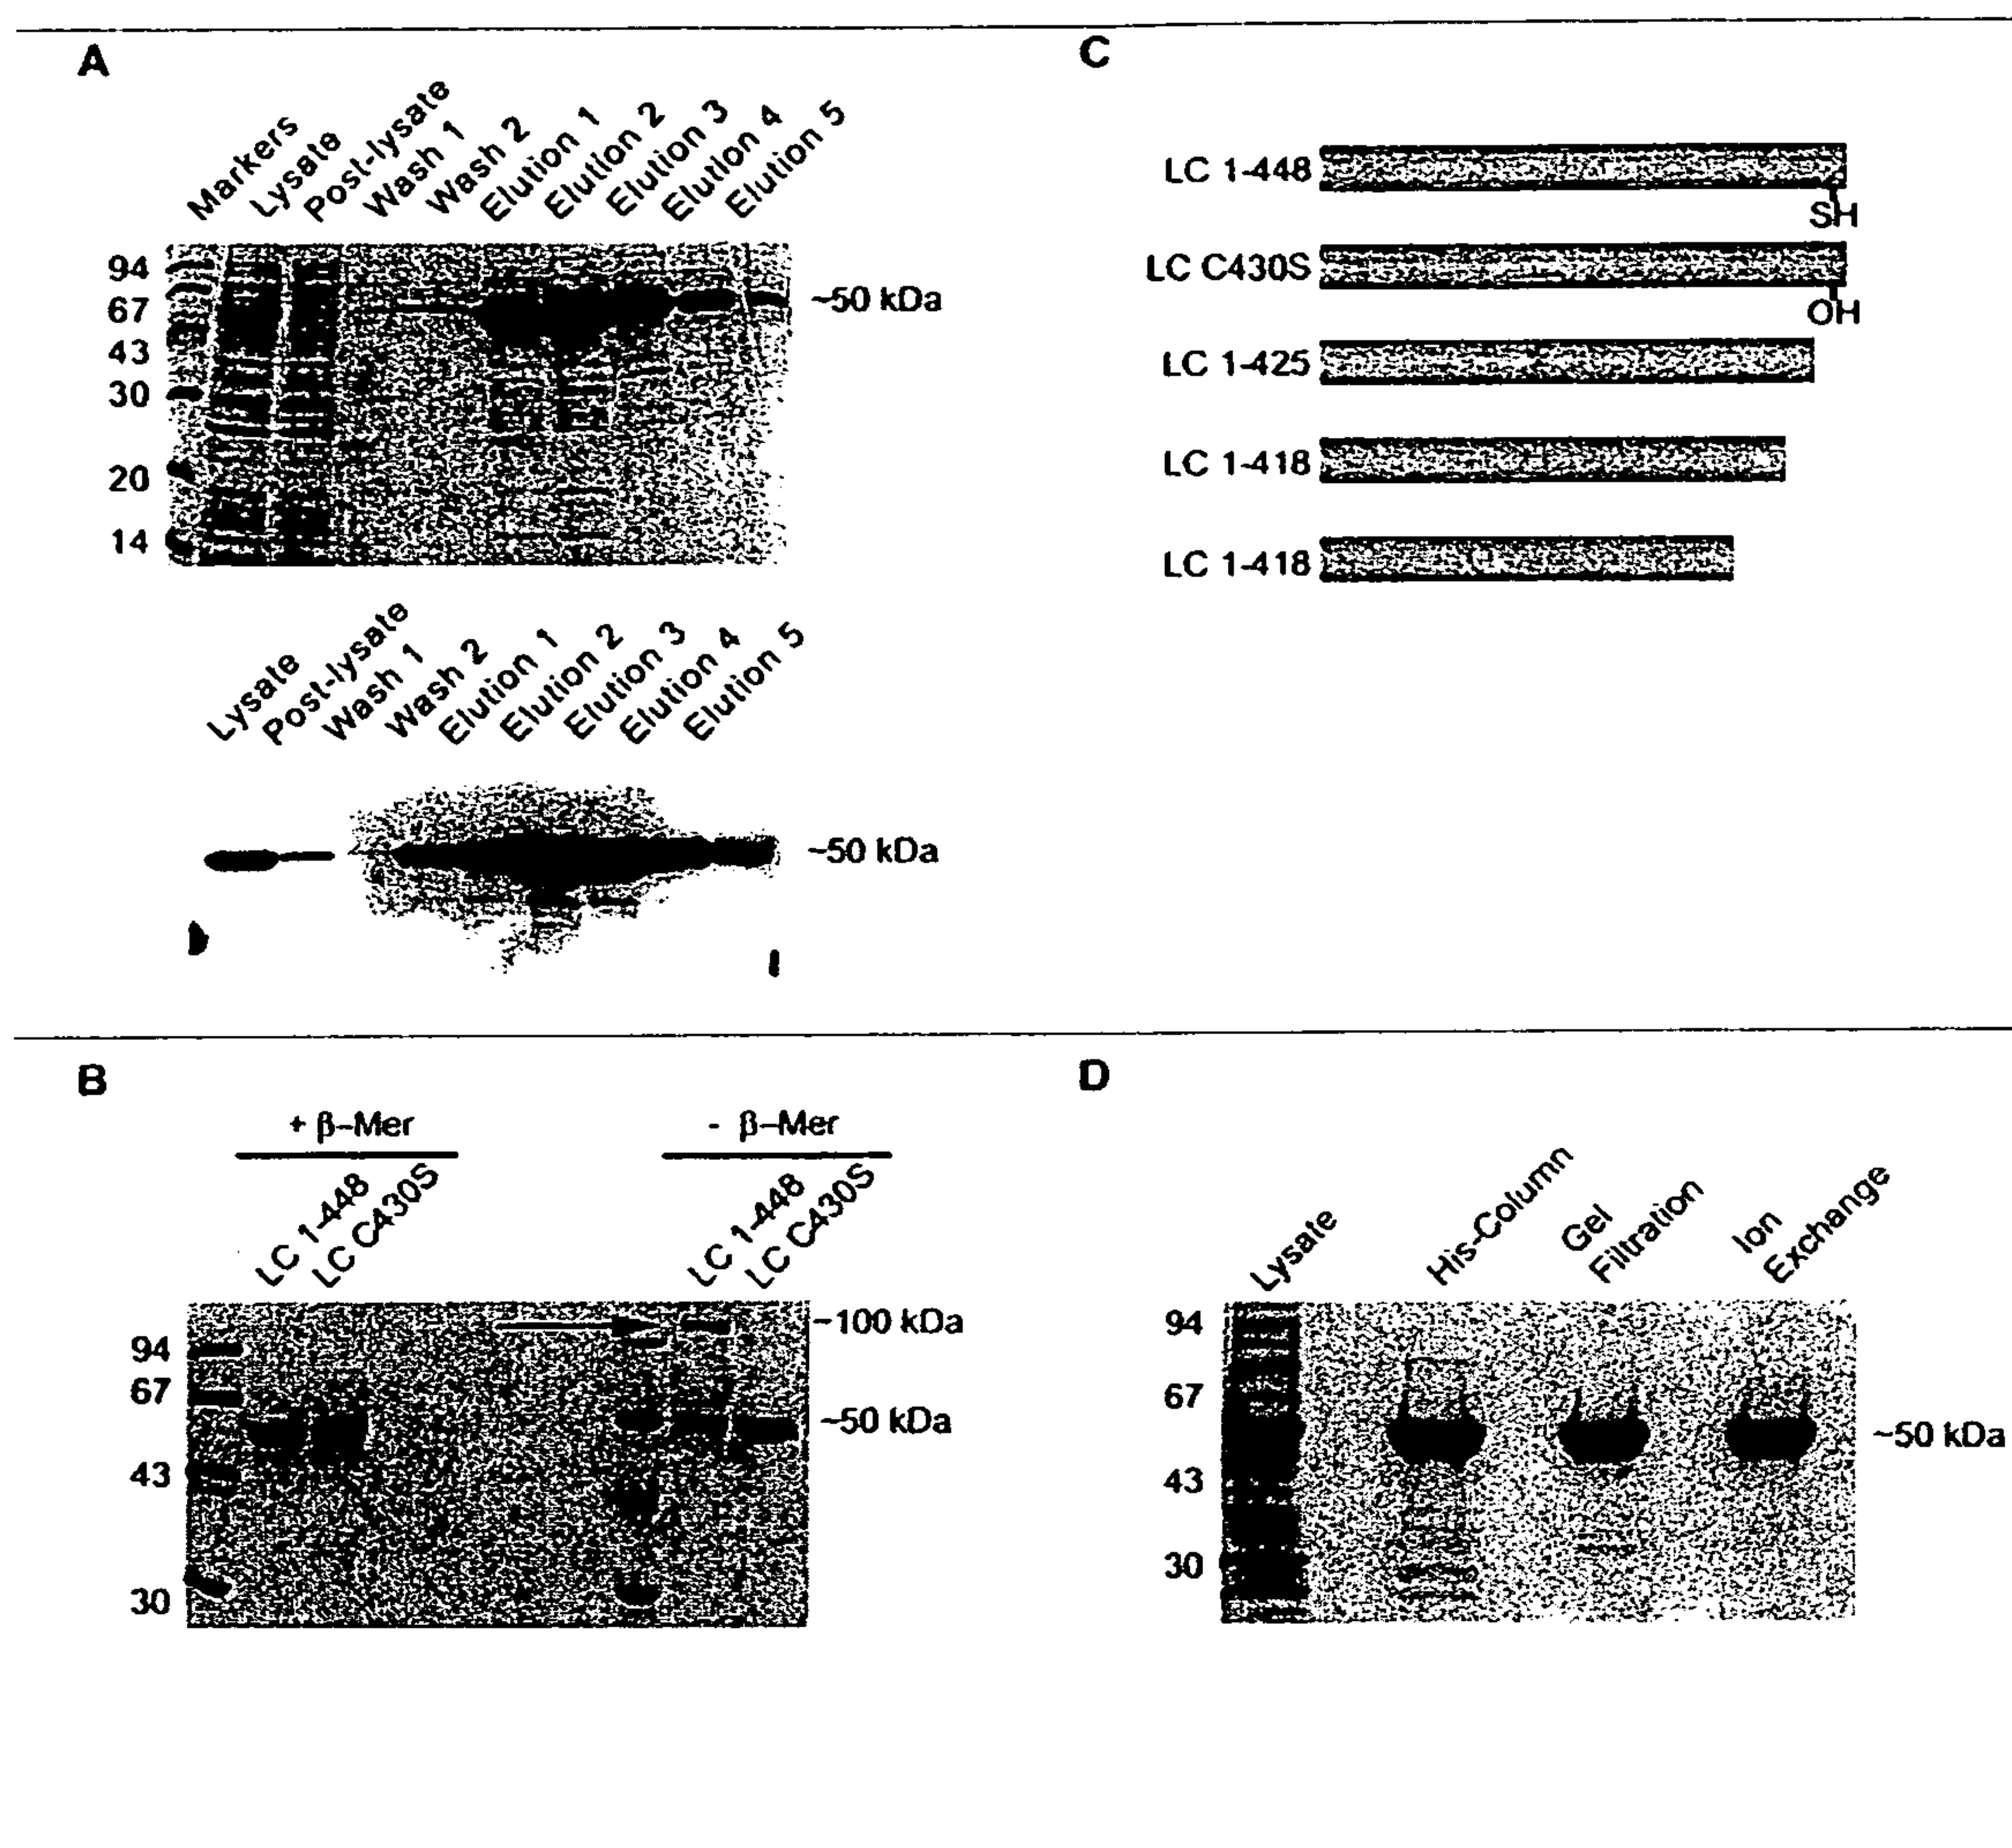 A
Markers
Lysate
Post-lysate
Wash 1
Wash 2
Elution 1
Elution 2
Elution 3
Elution 4
Elution 5
94
67
43
30
20
14
~50 kDa
Lysate
Post-lysate
Wash 1
Wash 2
Elution 1
Elution 2
Elution 3
Elution 4
Elution 5
~50 kDa
C
LC 1-448
SH
LC C430S
OH
LC 1-425
LC 1-418
LC 1-418
B
+ β-Mer
- β-Mer
LC 1-448
LC C430S
LC 1-448
LC C430S
94
67
43
30
~100 kDa
~50 kDa
D
Lysate
His-Column
Gel
Filtration
Ion
Exchange
94
67
43
30
~50 kDa